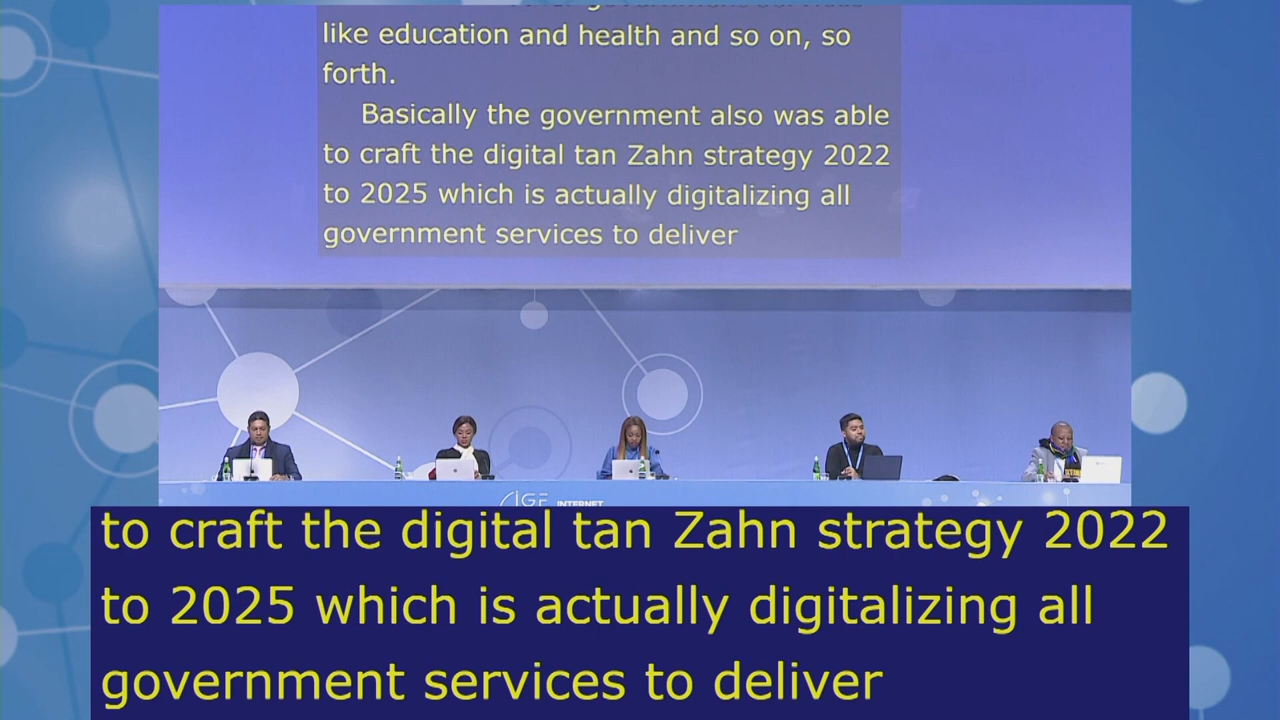 like education and health and so on, so
forth.
Basically the government also was able
to craft the digital tan Zahn strategy 2022
to 2025 which is actually digitalizing all
government services to deliver
IGF INTERNET
to craft the digital tan Zahn strategy 2022
to 2025 which is actually digitalizing all
government services to deliver